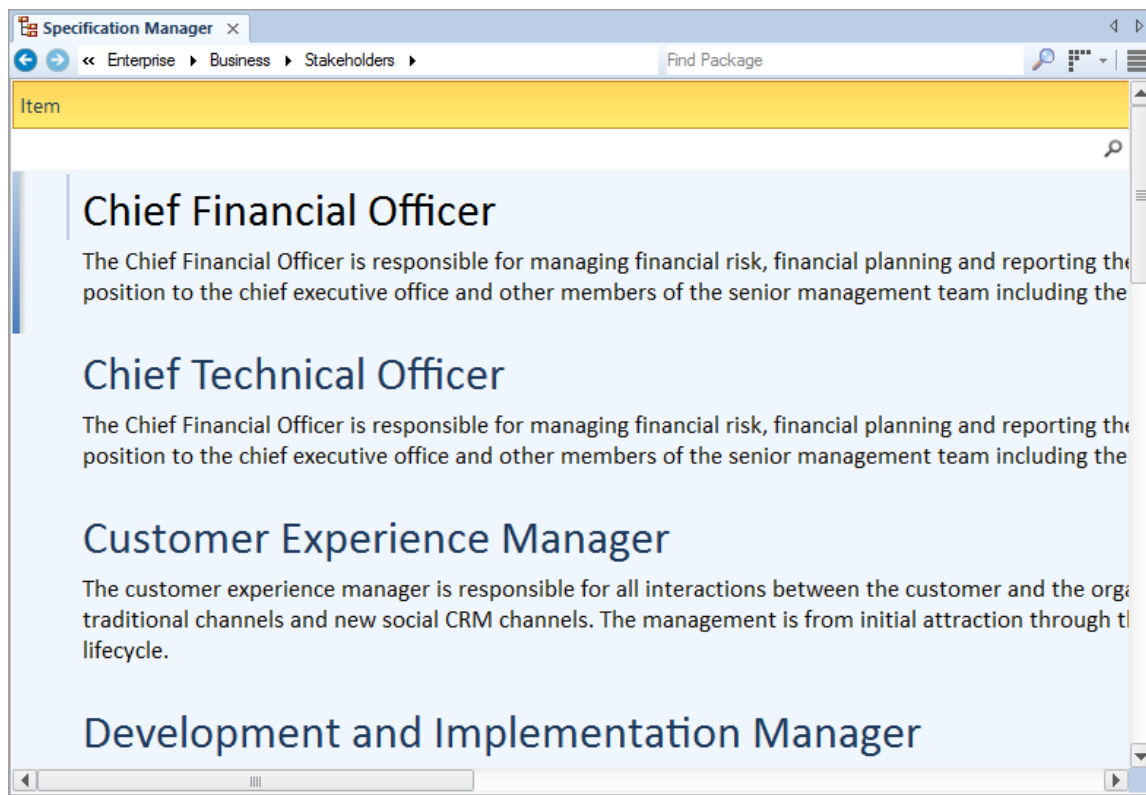 Specification Manager
« Enterprise Business Stakeholders Find Package
Item
Chief Financial Officer
The Chief Financial Officer is responsible for managing financial risk, financial planning and reporting the
position to the chief executive office and other members of the senior management team including the
Chief Technical Officer
The Chief Financial Officer is responsible for managing financial risk, financial planning and reporting the
position to the chief executive office and other members of the senior management team including the
Customer Experience Manager
The customer experience manager is responsible for all interactions between the customer and the
traditional channels and new social CRM channels. The management is from initial attraction through
lifecycle.
Development and Implementation Manager